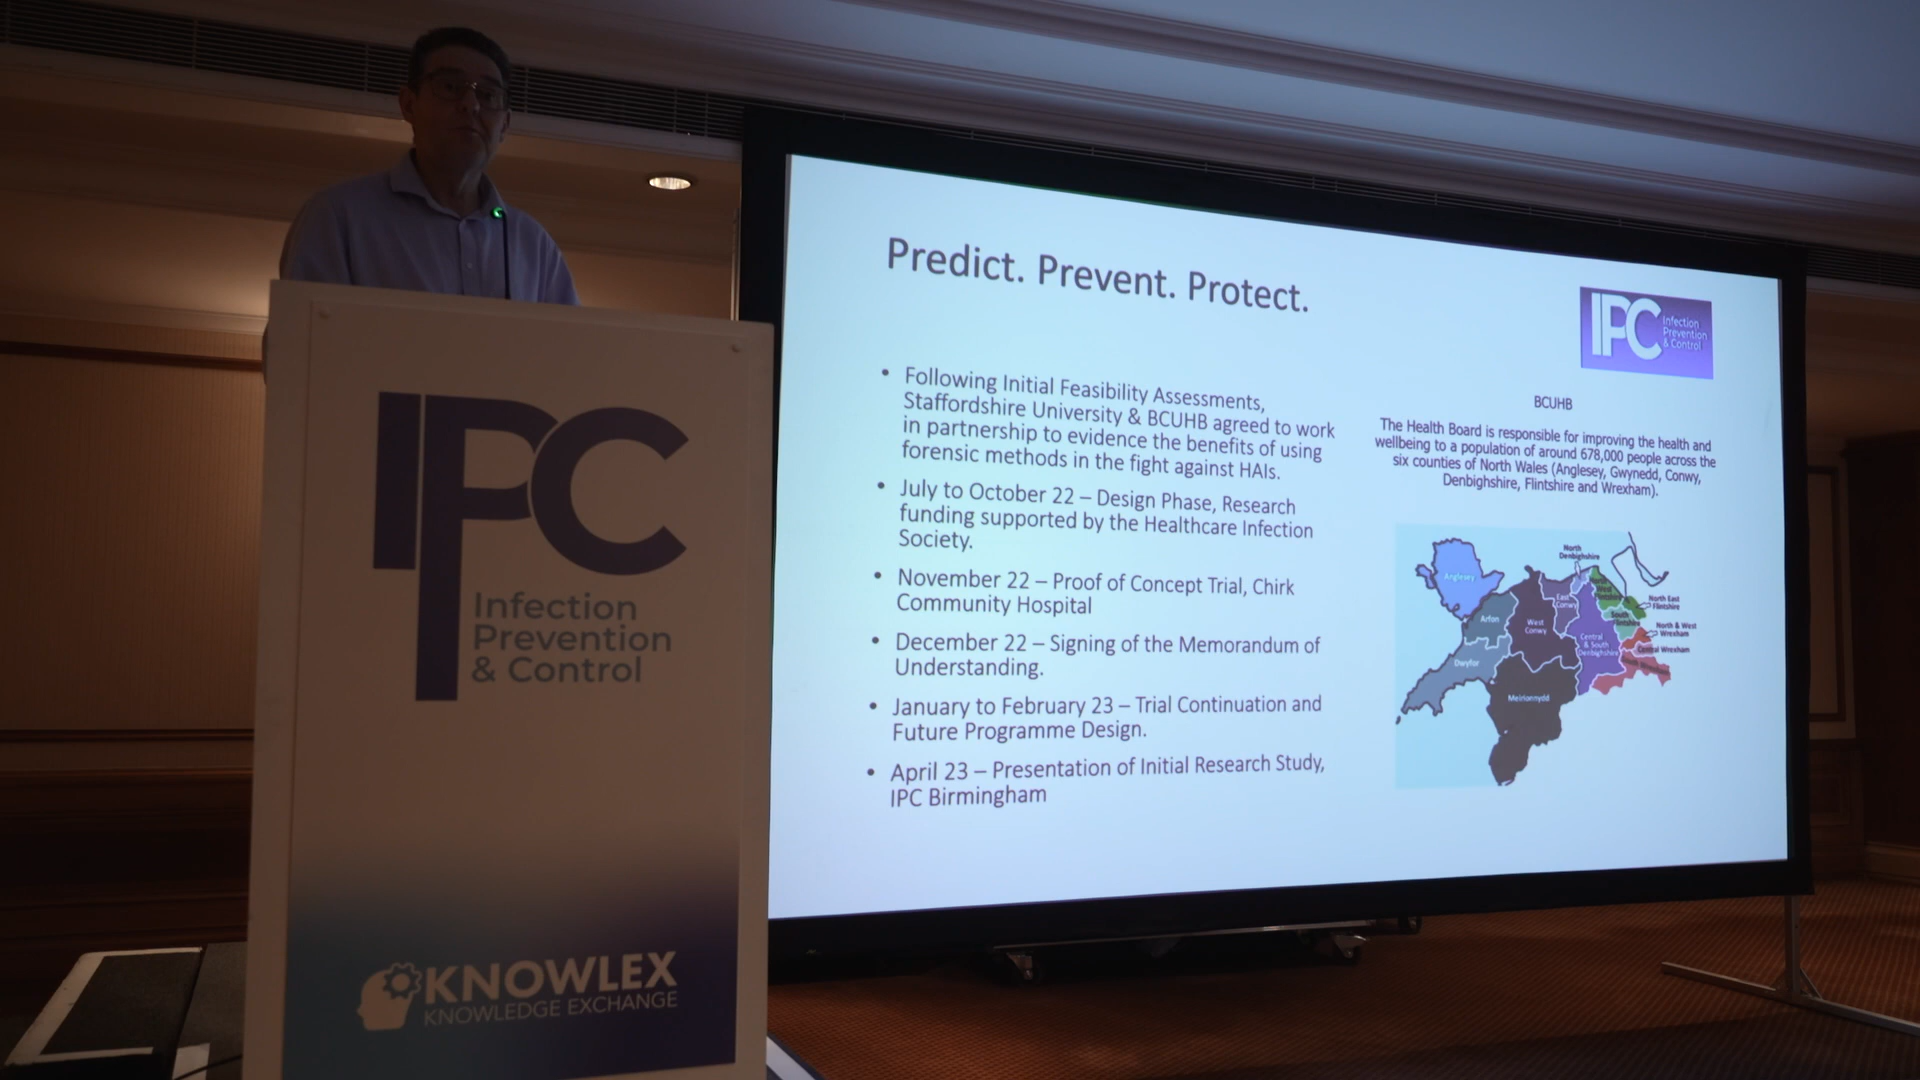 IPC
Infection
Prevention
& Control
KNOWLEX
KNOWLEDGE EXCHANGE
Predict. Prevent. Protect.
IPC
Infection
Prevention
& Control
• Following Initial Feasibility Assessments,
Staffordshire University & BCUHB agreed to work
in partnership to evidence the benefits of using
forensic methods in the fight against HAIs.
• July to October 22 – Design Phase, Research
funding supported by the Healthcare Infection
Society.
• November 22 – Proof of Concept Trial, Chirk
Community Hospital
• December 22 – Signing of the Memorandum of
Understanding.
• January to February 23 – Trial Continuation and
Future Programme Design.
• April 23 – Presentation of Initial Research Study,
IPC Birmingham
BCUHB
The Health Board is responsible for improving the health and
wellbeing to a population of around 678,000 people across the
six counties of North Wales (Anglesey, Gwynedd, Conwy,
Denbighshire, Flintshire and Wrexham).
Anglesey
Arfon
Dwyfor
Meirionnydd
West
Conwy
East
Conwy
North
Denbighshire
Central
& South
Denbighshire
North East
Flintshire
South
Flintshire
North & West
Wrexham
Central Wrexham